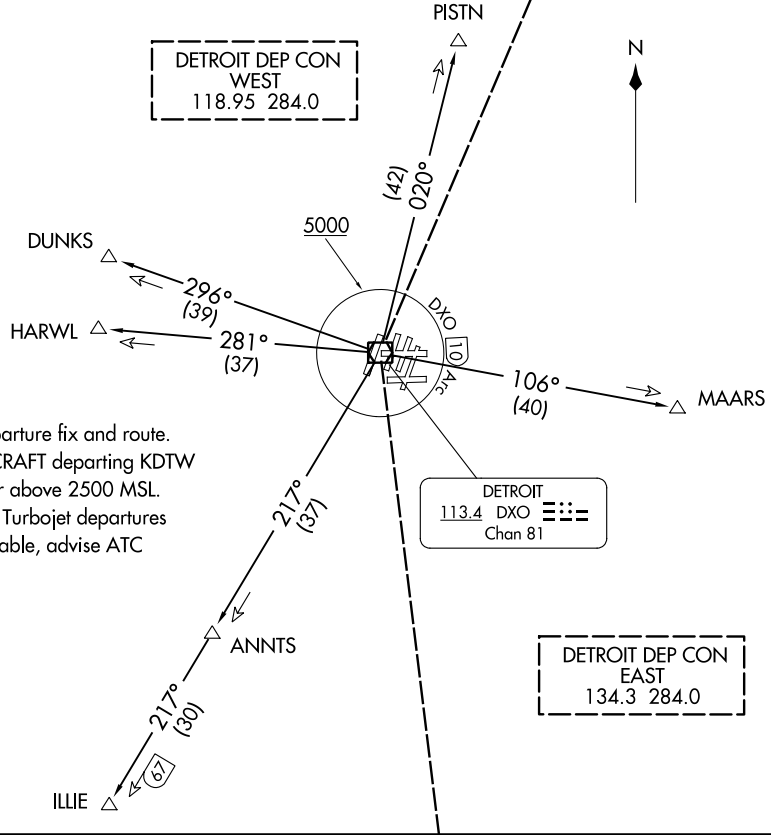 PISTN
DETROIT DEP CON
WEST
118.95 284.0
N
(42)
020°
5000
DUNKS
296°
(39)
DXO
10
Arc
HARWL
281°
(37)
106°
(40)
MAARS
parture fix and route.
CRAFT departing KDTW
r above 2500 MSL.
Turbojet departures
able, advise ATC
217°
(37)
DETROIT
113.4 DXO
Chan 81
ANNTS
DETROIT DEP CON
EAST
134.3 284.0
217°
(30)
67
ILLIE